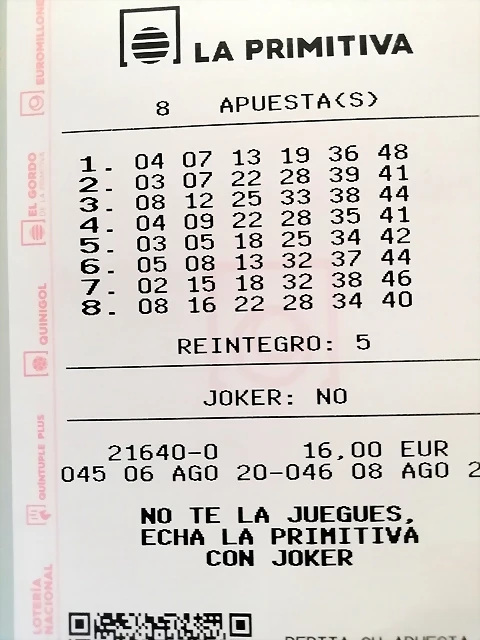 LA PRIMITIVA
8 APUESTA(S)
1. 04 07 13 19 36 48
2. 03 07 22 28 39 41
3. 08 12 25 33 38 44
4. 04 09 22 28 35 41
5. 03 05 18 25 34 42
6. 05 08 13 32 37 44
7. 02 15 18 32 38 46
8. 08 16 22 28 34 40
REINTEGRO: 5
JOKER: NO
21640-0 16,00 EUR
045 06 AGO 20-046 08 AGO 2
NO TE LA JUEGUES,
ECHA LA PRIMITIVA
CON JOKER
EUROMILLONE
EL GORDO
DE LA PRIMITIVA
QUINIGOL
QUÍNTUPLE PLUS
LOTERÍA
NACIONAL